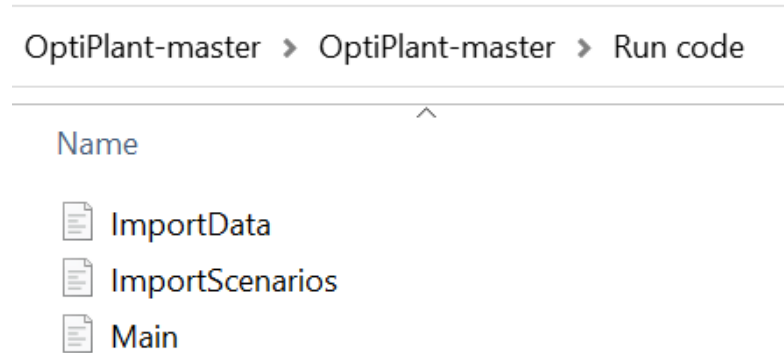 OptiPlant-master > OptiPlant-master > Run code
Name
ImportData
ImportScenarios
Main